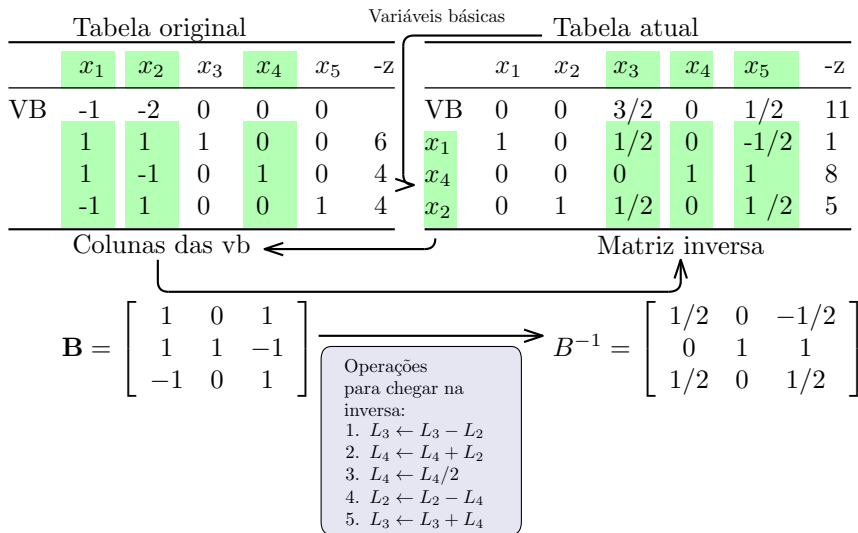 Variáveis básicas
Tabela original
x₁ x₂ x₃ x₄ x₅ -z
VB -1 -2 0 0 0
1 1 1 0 0 6
1 -1 0 1 0 4
-1 1 0 0 1 4
Colunas das vb
Tabela atual
x₁ x₂ x₃ x₄ x₅ -z
VB 0 0 3/2 0 1/2 11
x₁ 1 0 1/2 0 -1/2 1
x₄ 0 0 0 1 1 8
x₂ 0 1 1/2 0 1 /2 5
Matriz inversa
B = [ 1 0 1
1 1 −1
−1 0 1 ]
B⁻¹ = [ 1/2 0 −1/2
0 1 1
1/2 0 1/2 ]
Operações
para chegar na
inversa:
1. L₃ ← L₃ − L₂
2. L₄ ← L₄ + L₂
3. L₄ ← L₄/2
4. L₂ ← L₂ − L₄
5. L₃ ← L₃ + L₄